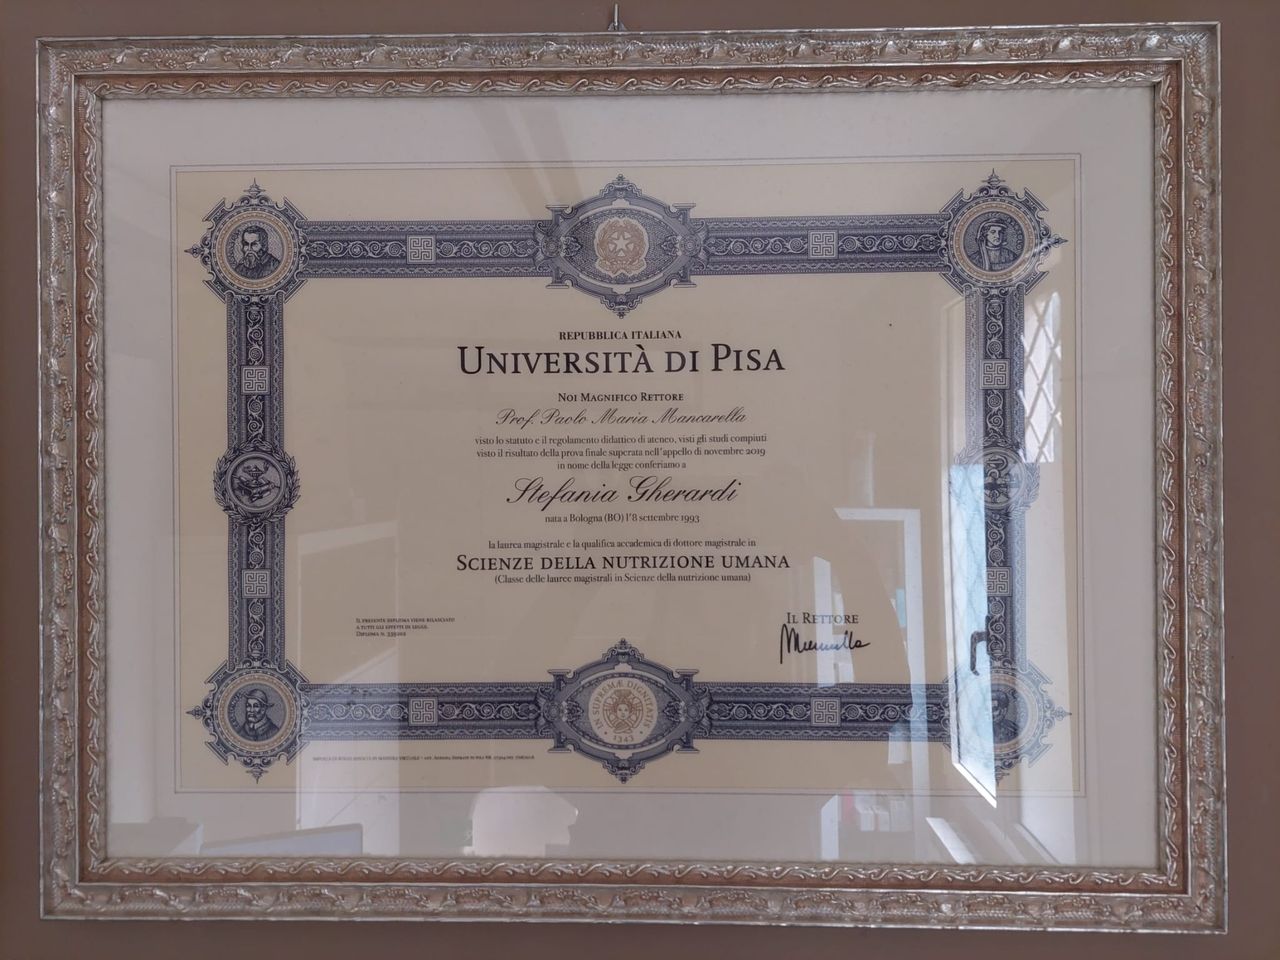 REPUBBLICA ITALIANA
UNIVERSITÀ DI PISA
NOI MAGNIFICO RETTORE
Prof. Paolo Maria Mancarella
visto lo statuto e il regolamento didattico di ateneo, visti gli studi compiuti
visto il risultato della prova finale superata nell'appello di novembre 2019
in nome della legge conferiamo a
Stefania Gherardi
nata a Bologna (BO) l'8 settembre 1993
la laurea magistrale e la qualifica accademica di dottore magistrale in
SCIENZE DELLA NUTRIZIONE UMANA
(Classe delle lauree magistrali in Scienze della nutrizione umana)
IL PRESENTE DIPLOMA VIENE RILASCIATO
A TUTTI GLI EFFETTI DI LEGGE.
DIPLOMA N.
IL RETTORE
IN SUPREMÆ DIGNITATIS
1343